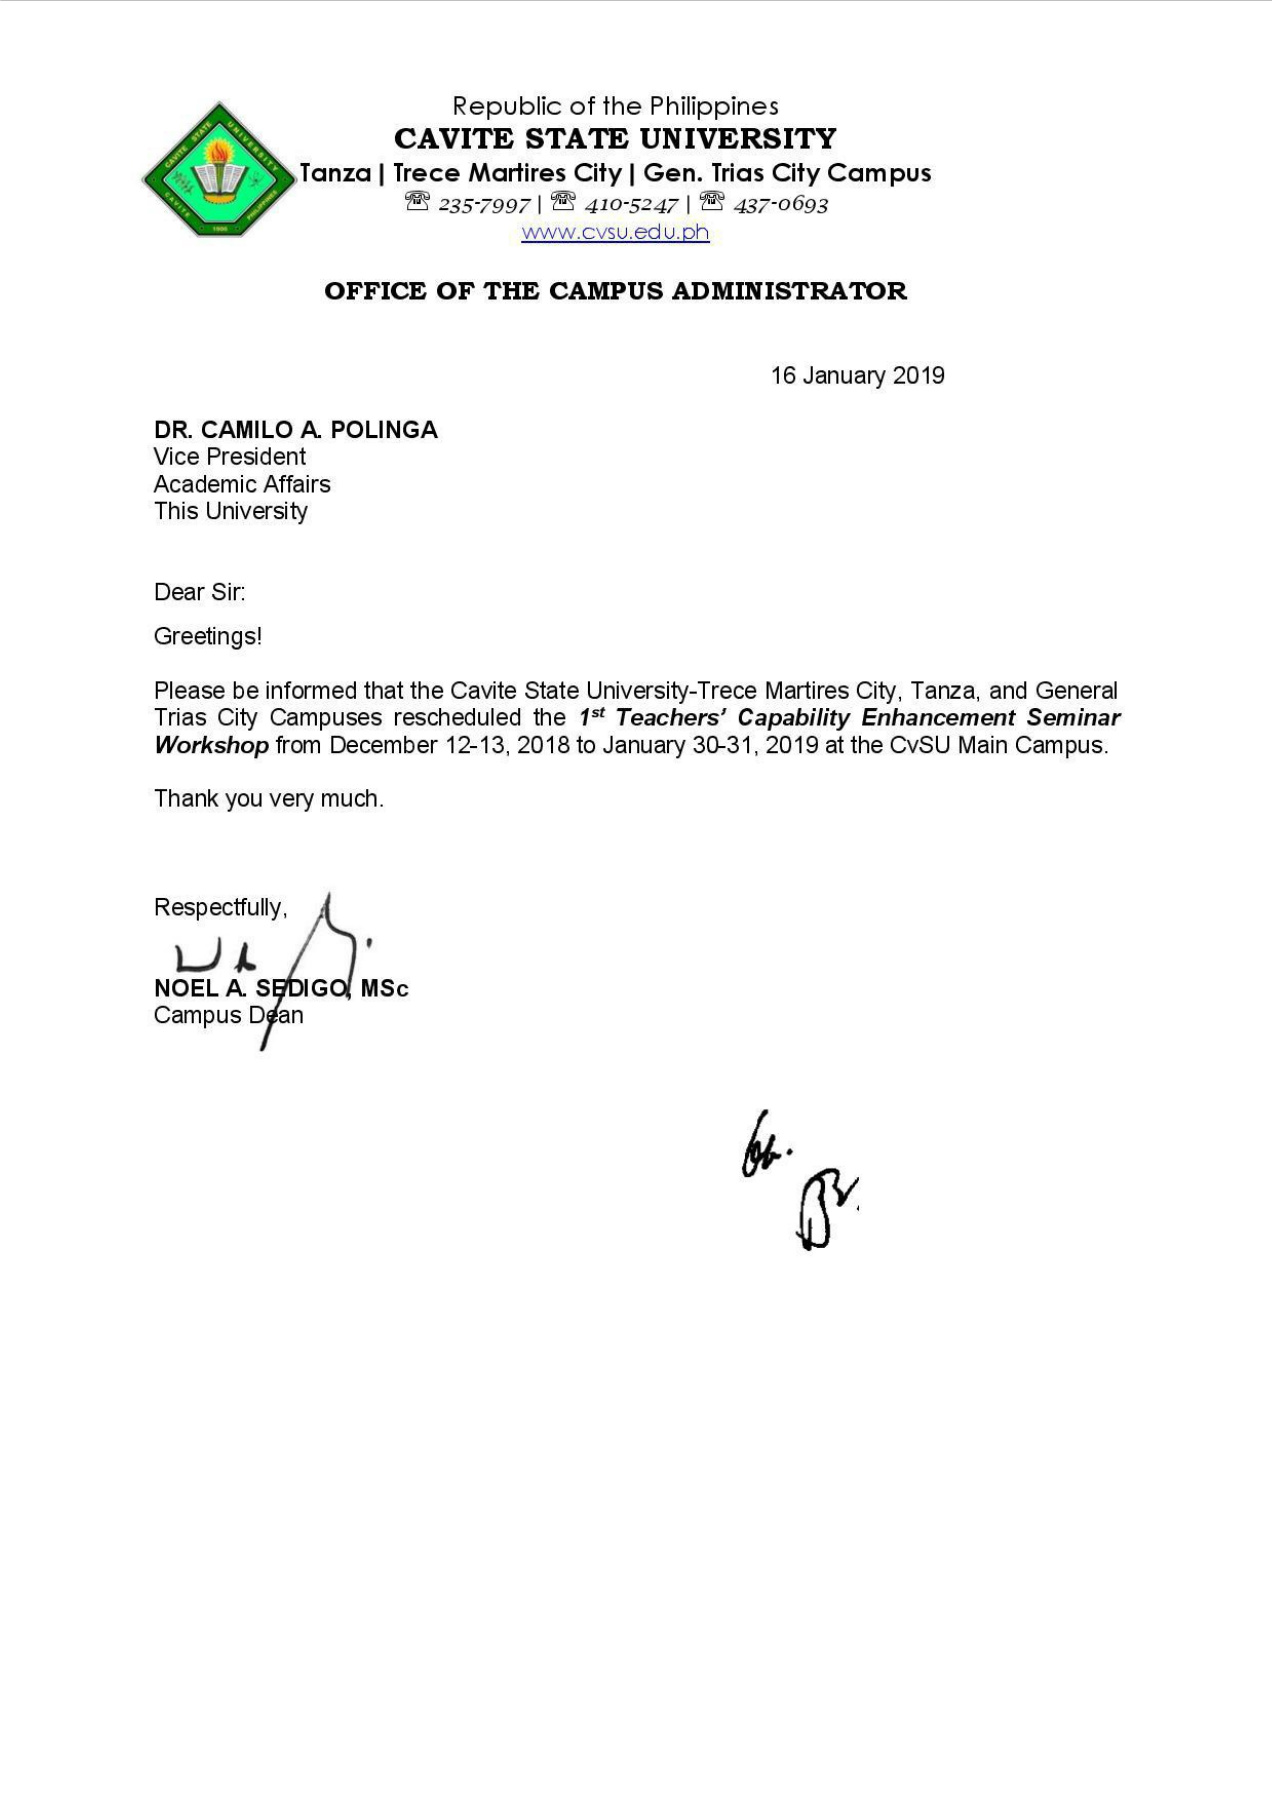 Republic of the Philippines
CAVITE STATE UNIVERSITY
Tanza | Trece Martires City | Gen. Trias City Campus
☏ 235-7997 | ☏ 410-5247 | ☏ 437-0693
www.cvsu.edu.ph
CAVITE STATE UNIVERSITY
CAVITE PHILIPPINES
1906
OFFICE OF THE CAMPUS ADMINISTRATOR
16 January 2019
DR. CAMILO A. POLINGA
Vice President
Academic Affairs
This University
Dear Sir:
Greetings!
Please be informed that the Cavite State University-Trece Martires City, Tanza, and General
Trias City Campuses rescheduled the 1st Teachers’ Capability Enhancement Seminar
Workshop from December 12-13, 2018 to January 30-31, 2019 at the CvSU Main Campus.
Thank you very much.
Respectfully,
NOEL A. SEDIGO, MSc
Campus Dean